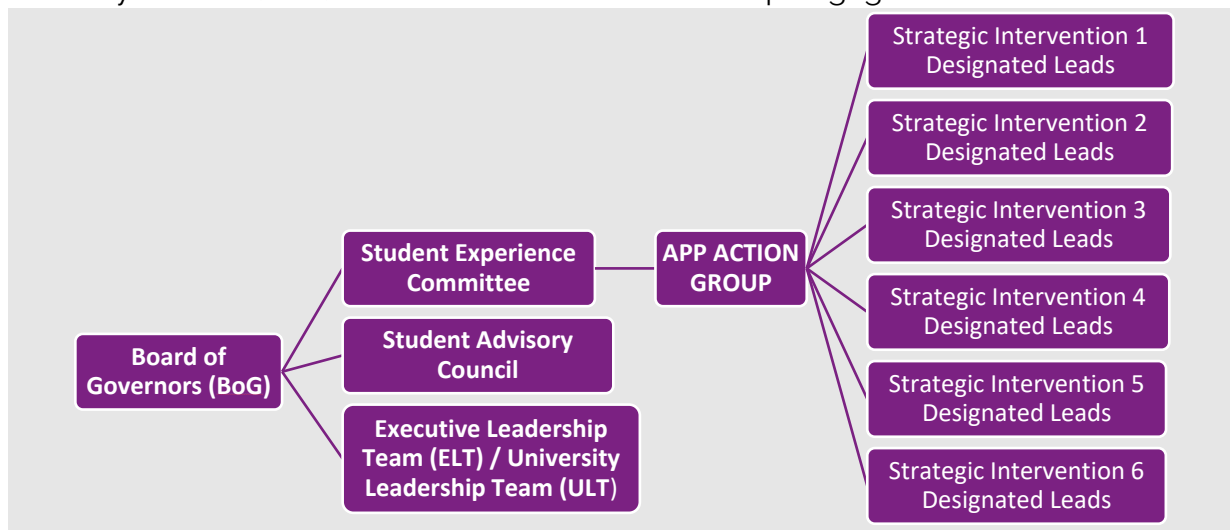 Strategic Intervention 1
Designated Leads
Strategic Intervention 2
Designated Leads
Strategic Intervention 3
Designated Leads
Student Experience
Committee
APP ACTION
GROUP
Strategic Intervention 4
Designated Leads
Student Advisory
Council
Board of
Governors (BoG)
Strategic Intervention 5
Designated Leads
Executive Leadership
Team (ELT) / University
Leadership Team (ULT)
Strategic Intervention 6
Designated Leads